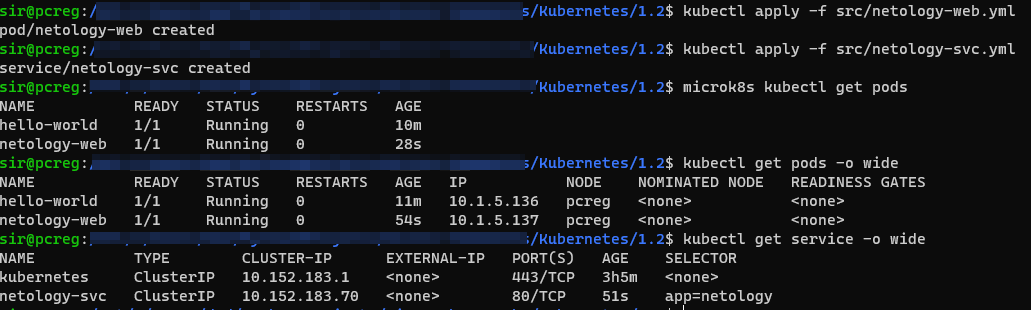 sir@pcreg:/ s/Kubernetes/1.2$ kubectl apply -f src/netology-web.yml
pod/netology-web created
sir@pcreg:/ s/Kubernetes/1.2$ kubectl apply -f src/netology-svc.yml
service/netology-svc created
sir@pcreg:/ s/Kubernetes/1.2$ microk8s kubectl get pods
NAME READY STATUS RESTARTS AGE
hello-world 1/1 Running 0 10m
netology-web 1/1 Running 0 28s
sir@pcreg:/ s/Kubernetes/1.2$ kubectl get pods -o wide
NAME READY STATUS RESTARTS AGE IP NODE NOMINATED NODE READINESS GATES
hello-world 1/1 Running 0 11m 10.1.5.136 pcreg <none> <none>
netology-web 1/1 Running 0 54s 10.1.5.137 pcreg <none> <none>
sir@pcreg:/ s/Kubernetes/1.2$ kubectl get service -o wide
NAME TYPE CLUSTER-IP EXTERNAL-IP PORT(S) AGE SELECTOR
kubernetes ClusterIP 10.152.183.1 <none> 443/TCP 3h5m <none>
netology-svc ClusterIP 10.152.183.70 <none> 80/TCP 51s app=netology